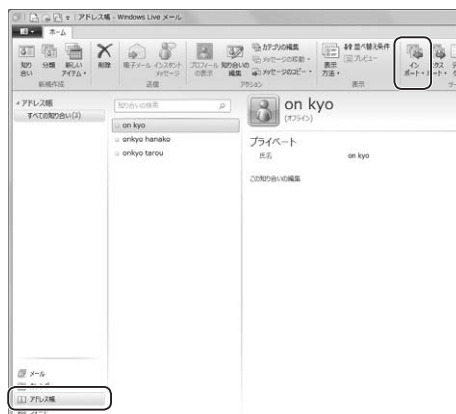 アドレス帳 - Windows Live メール
ホーム
知り合い
分類
新しいアイテム
削除
電子メール
インスタント メッセージ
プロフィールの表示
知り合いの編集
カテゴリの編集
メッセージの移動
メッセージのコピー
表示方法
並べ替え条件
プレビュー
インポート
新規作成
送信
アクション
表示
アドレス帳
すべての知り合い(3)
知り合いの検索
on kyo
onkyo hanako
onkyo tarou
on kyo
(オフライン)
プライベート
氏名 on kyo
この知り合いの編集
メール
アドレス帳